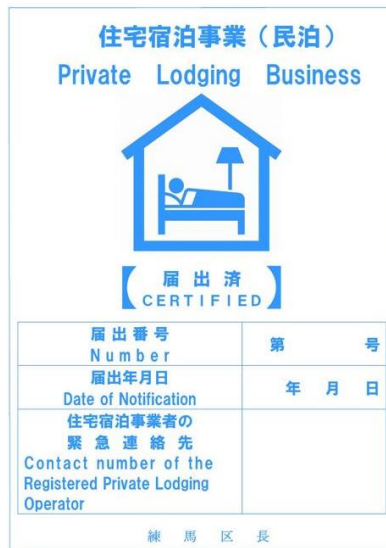 住宅宿泊事業（民泊）
Private Lodging Business
届出済
CERTIFIED
届出番号
Number
第 号
届出年月日
Date of Notification
年 月 日
住宅宿泊事業者の
緊急連絡先
Contact number of the
Registered Private Lodging
Operator
練馬区長